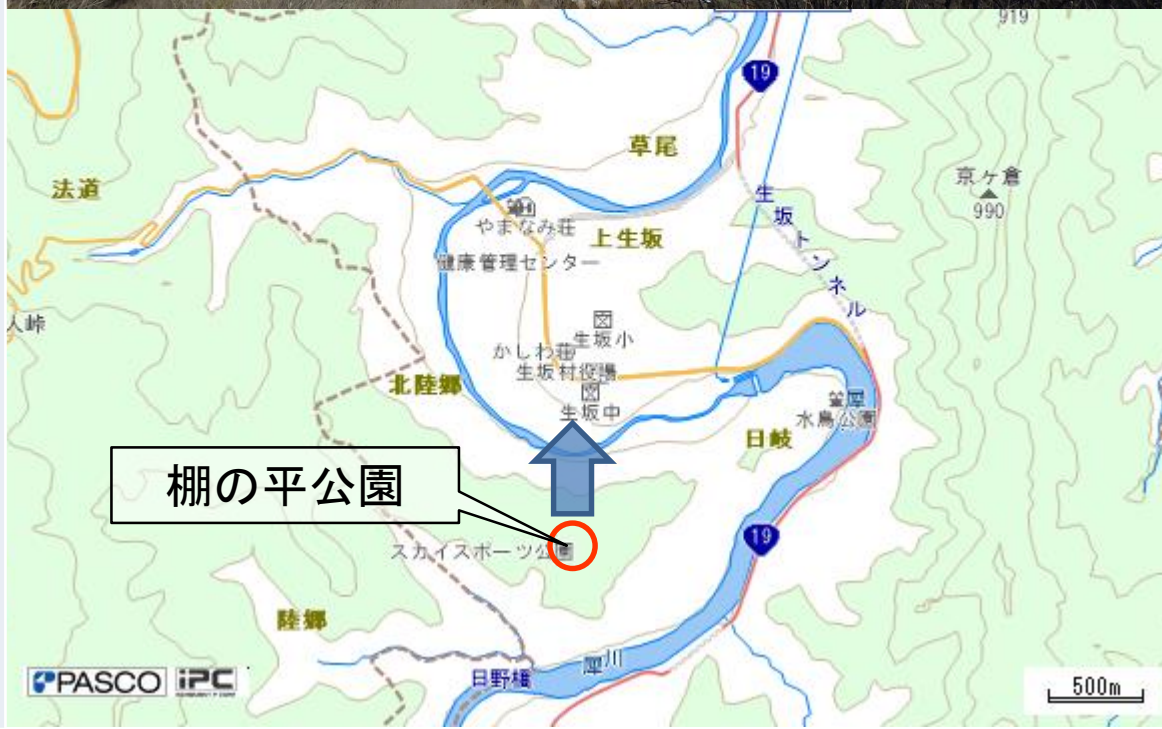 919
19
草尾
法道
京ヶ倉
990
生坂トンネル
やまなみ荘
上生坂
健康管理センター
人峠
生坂小
かしわ荘
生坂村役場
北陸郷
生坂中
水鳥公園
日岐
棚の平公園
19
スカイスポーツ公園
陸郷
犀川
日野橋
PASCO iPC
500m